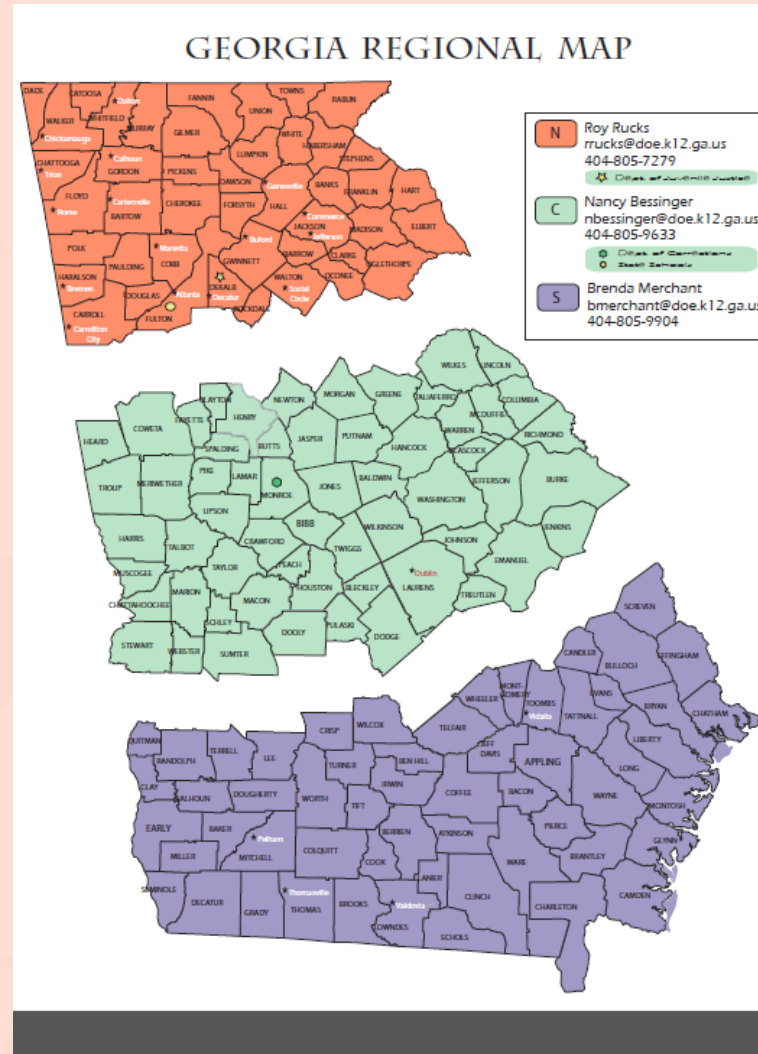 GEORGIA REGIONAL MAP
N
Roy Rucks
rrucks@doe.k12.ga.us
404-805-7279
Dept. of Juvenile Justice
C
Nancy Bessinger
nbessinger@doe.k12.ga.us
404-805-9633
Dept. of Corrections
State Schools
S
Brenda Merchant
bmerchant@doe.k12.ga.us
404-805-9904
DADE
CATOOSA
Dalton
FANNIN
TOWNS
RABUN
WALKER
WHITFIELD
MURRAY
UNION
Chickamauga
GILMER
WHITE
HABERSHAM
CHATTOOGA
Calhoun
LUMPKIN
STEPHENS
Trion
GORDON
PICKENS
DAWSON
Gainesville
BANKS
FRANKLIN
HART
FLOYD
Cartersville
CHEROKEE
FORSYTH
HALL
Commerce
Rome
BARTOW
JACKSON
MADISON
ELBERT
Jefferson
Buford
POLK
Marietta
BARROW
CLARKE
COBB
GWINNETT
OGLETHORPE
PAULDING
OCONEE
HARALSON
DEKALB
WALTON
Bremen
DOUGLAS
Atlanta
Decatur
Social
Circle
CARROLL
ROCKDALE
FULTON
Carrollton
City
WILKES
LINCOLN
MORGAN
GREENE
TALIAFERRO
COLUMBIA
CLAYTON
NEWTON
MCDUFFIE
HENRY
FAYETTE
COWETA
WARREN
RICHMOND
HEARD
JASPER
PUTNAM
HANCOCK
GLASCOCK
SPALDING
BUTTS
TROUP
MERIWETHER
PIKE
LAMAR
MONROE
JONES
BALDWIN
JEFFERSON
BURKE
WASHINGTON
UPSON
BIBB
WILKINSON
JENKINS
HARRIS
TALBOT
CRAWFORD
TWIGGS
JOHNSON
EMANUEL
MUSCOGEE
TAYLOR
PEACH
Dublin
MARION
HOUSTON
BLECKLEY
LAURENS
TREUTLEN
CHATTAHOOCHEE
MACON
SCHLEY
PULASKI
STEWART
WEBSTER
SUMTER
DOOLY
DODGE
SCREVEN
CANDLER
BULLOCH
EFFINGHAM
WHEELER
MONT-
GOMERY
TOOMBS
EVANS
BRYAN
CHATHAM
CRISP
WILCOX
TELFAIR
Vidalia
TATTNALL
QUITMAN
TERRELL
LEE
JEFF
DAVIS
LIBERTY
RANDOLPH
TURNER
BEN HILL
APPLING
LONG
CLAY
CALHOUN
DOUGHERTY
WORTH
TIFT
IRWIN
COFFEE
BACON
WAYNE
MCINTOSH
EARLY
BAKER
Pelham
COLQUITT
BERRIEN
ATKINSON
PIERCE
GLYNN
MILLER
MITCHELL
COOK
WARE
BRANTLEY
LANIER
SEMINOLE
DECATUR
GRADY
Thomasville
THOMAS
BROOKS
Valdosta
LOWNDES
CLINCH
CHARLETON
CAMDEN
ECHOLS